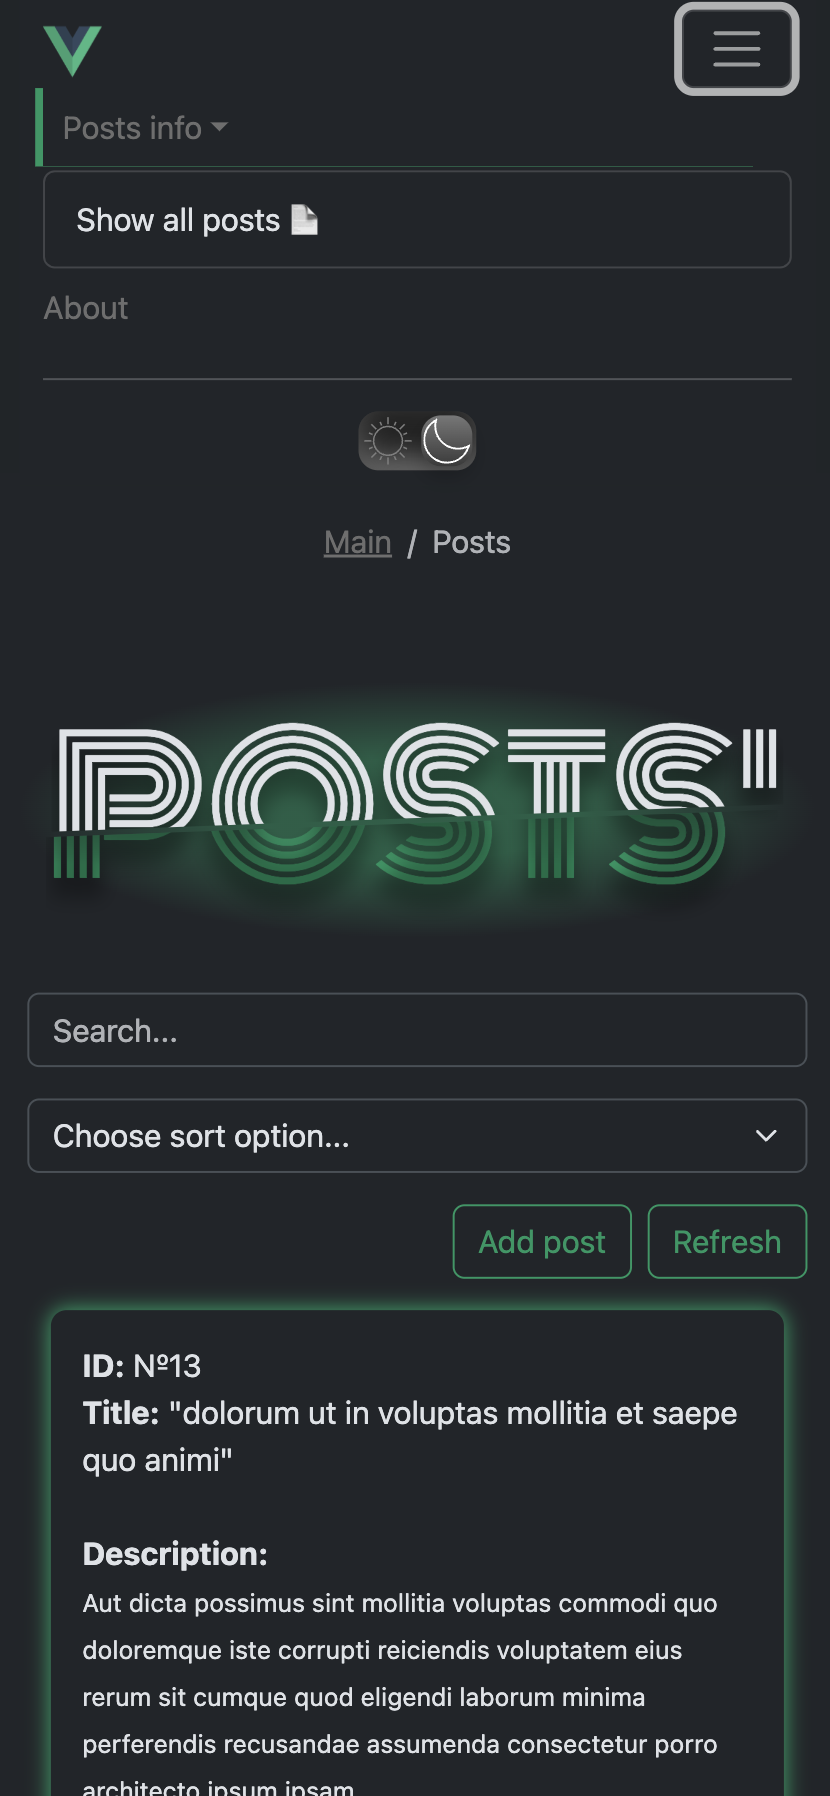 Posts info
Show all posts
About
Main / Posts
POSTS"
Search...
Choose sort option...
Add post
Refresh
ID: Nº13
Title: "dolorum ut in voluptas mollitia et saepe
quo animi"
Description:
Aut dicta possimus sint mollitia voluptas commodi quo
doloremque iste corrupti reiciendis voluptatem eius
rerum sit cumque quod eligendi laborum minima
perferendis recusandae assumenda consectetur porro
architecto ipsum ipsam